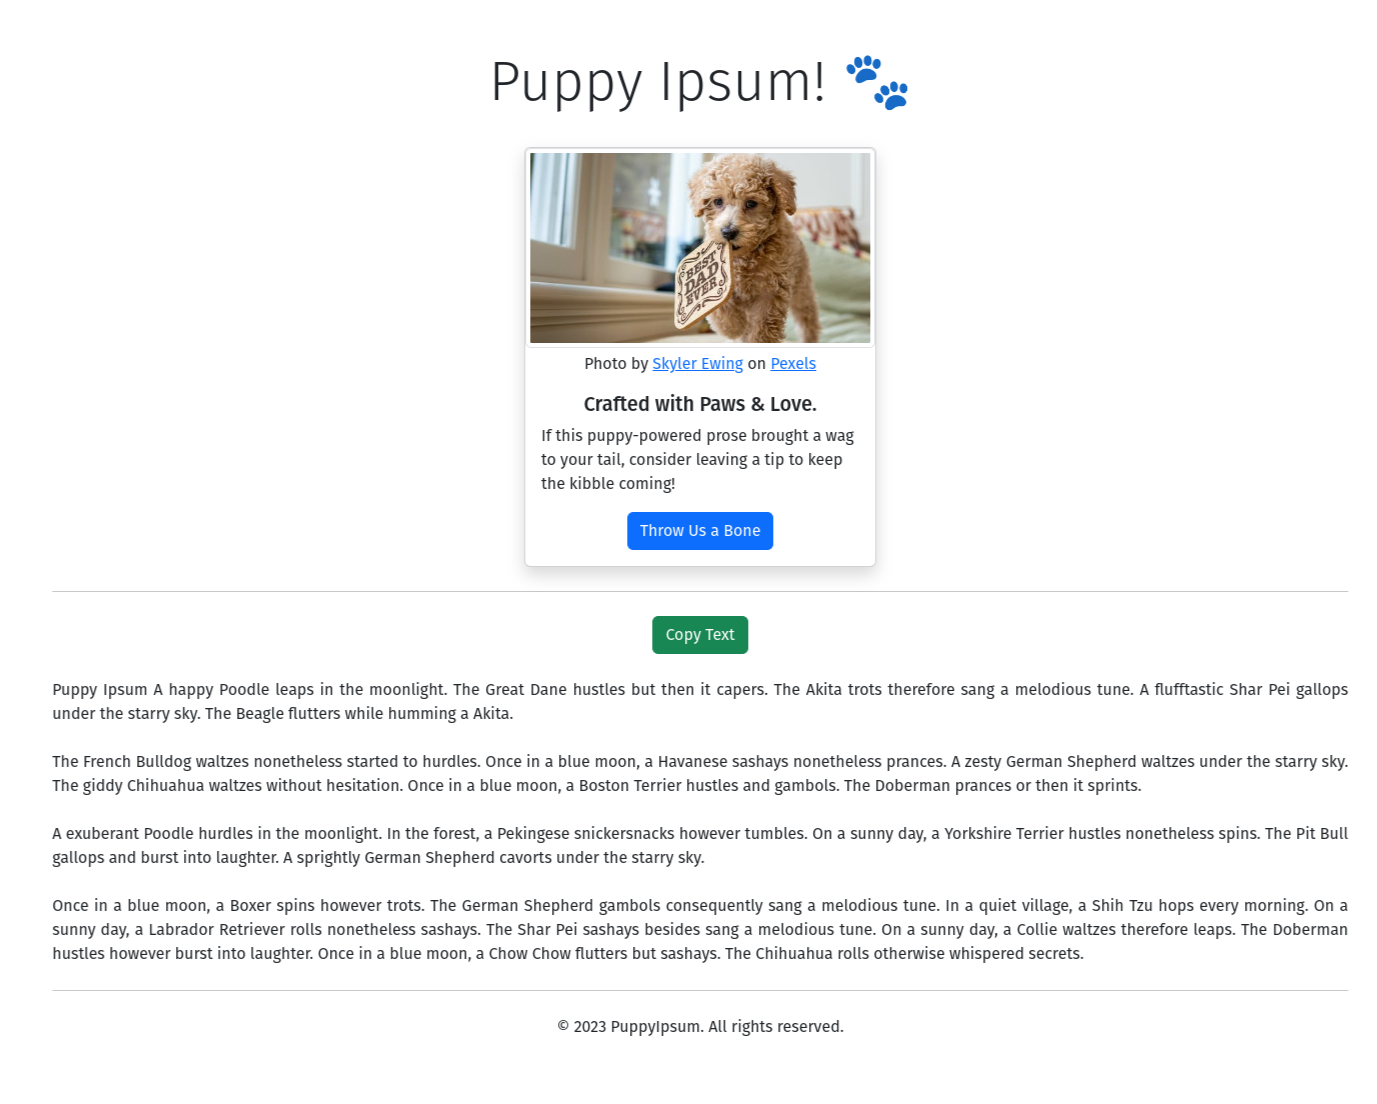 Puppy Ipsum! 🐾
BEST
DAD
EVER
Photo by Skyler Ewing on Pexels
Crafted with Paws & Love.
If this puppy-powered prose brought a wag
to your tail, consider leaving a tip to keep
the kibble coming!
Throw Us a Bone
Copy Text
Puppy Ipsum A happy Poodle leaps in the moonlight. The Great Dane hustles but then it capers. The Akita trots therefore sang a melodious tune. A flufftastic Shar Pei gallops
under the starry sky. The Beagle flutters while humming a Akita.
The French Bulldog waltzes nonetheless started to hurdles. Once in a blue moon, a Havanese sashays nonetheless prances. A zesty German Shepherd waltzes under the starry sky.
The giddy Chihuahua waltzes without hesitation. Once in a blue moon, a Boston Terrier hustles and gambols. The Doberman prances or then it sprints.
A exuberant Poodle hurdles in the moonlight. In the forest, a Pekingese snickersnacks however tumbles. On a sunny day, a Yorkshire Terrier hustles nonetheless spins. The Pit Bull
gallops and burst into laughter. A sprightly German Shepherd cavorts under the starry sky.
Once in a blue moon, a Boxer spins however trots. The German Shepherd gambols consequently sang a melodious tune. In a quiet village, a Shih Tzu hops every morning. On a
sunny day, a Labrador Retriever rolls nonetheless sashays. The Shar Pei sashays besides sang a melodious tune. On a sunny day, a Collie waltzes therefore leaps. The Doberman
hustles however burst into laughter. Once in a blue moon, a Chow Chow flutters but sashays. The Chihuahua rolls otherwise whispered secrets.
© 2023 PuppyIpsum. All rights reserved.